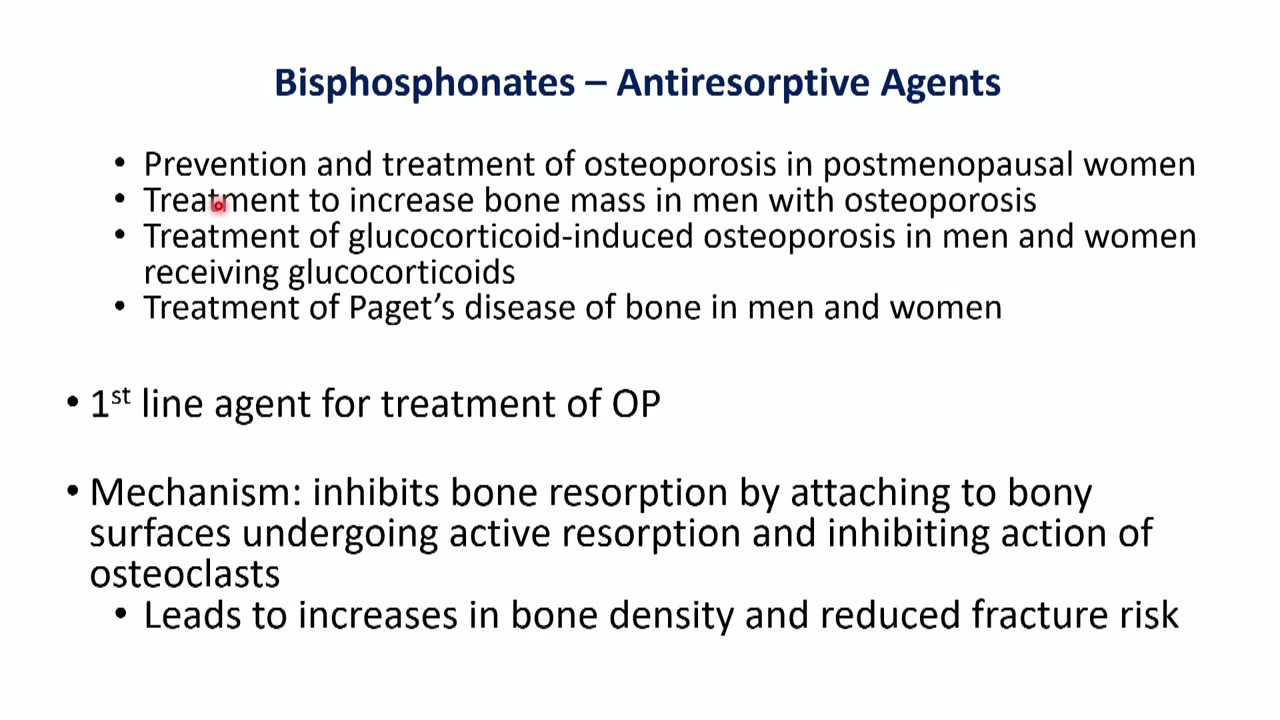 Bisphosphonates – Antiresorptive Agents
• Prevention and treatment of osteoporosis in postmenopausal women
• Treatment to increase bone mass in men with osteoporosis
• Treatment of glucocorticoid-induced osteoporosis in men and women
receiving glucocorticoids
• Treatment of Paget’s disease of bone in men and women
• 1st line agent for treatment of OP
• Mechanism: inhibits bone resorption by attaching to bony
surfaces undergoing active resorption and inhibiting action of
osteoclasts
• Leads to increases in bone density and reduced fracture risk